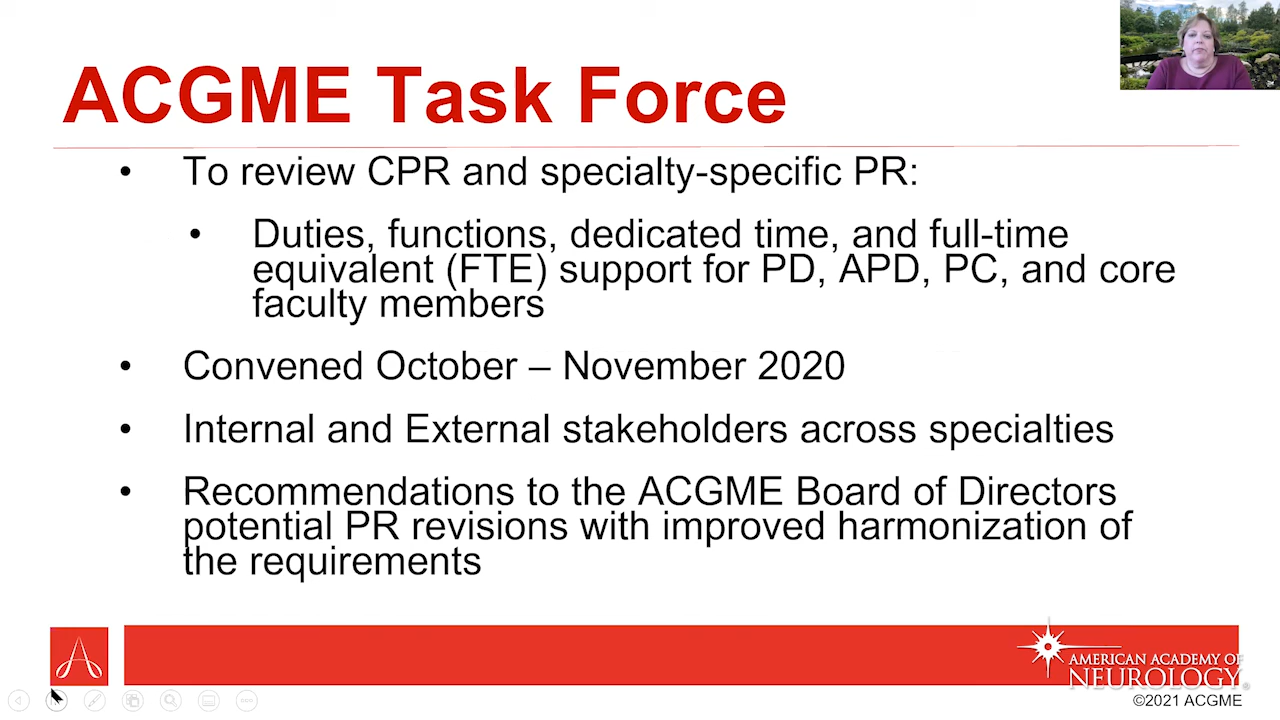 ACGME Task Force
• To review CPR and specialty-specific PR:
• Duties, functions, dedicated time, and full-time
equivalent (FTE) support for PD, APD, PC, and core
faculty members
• Convened October – November 2020
• Internal and External stakeholders across specialties
• Recommendations to the ACGME Board of Directors
potential PR revisions with improved harmonization of
the requirements
AMERICAN ACADEMY OF
NEUROLOGY®
©2021 ACGME